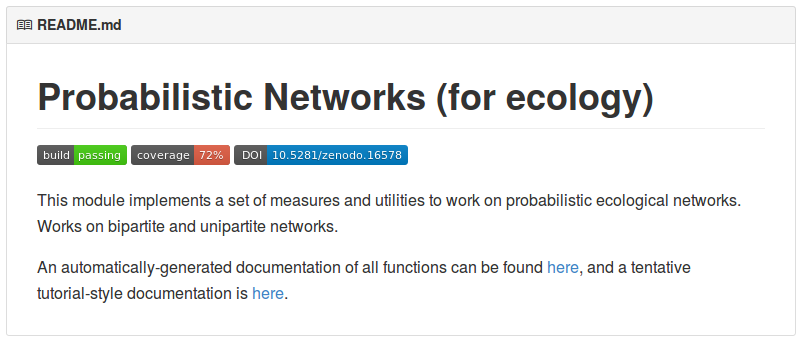 README.md
Probabilistic Networks (for ecology)
build passing coverage 72% DOI 10.5281/zenodo.16578
This module implements a set of measures and utilities to work on probabilistic ecological networks.
Works on bipartite and unipartite networks.
An automatically-generated documentation of all functions can be found here, and a tentative
tutorial-style documentation is here.